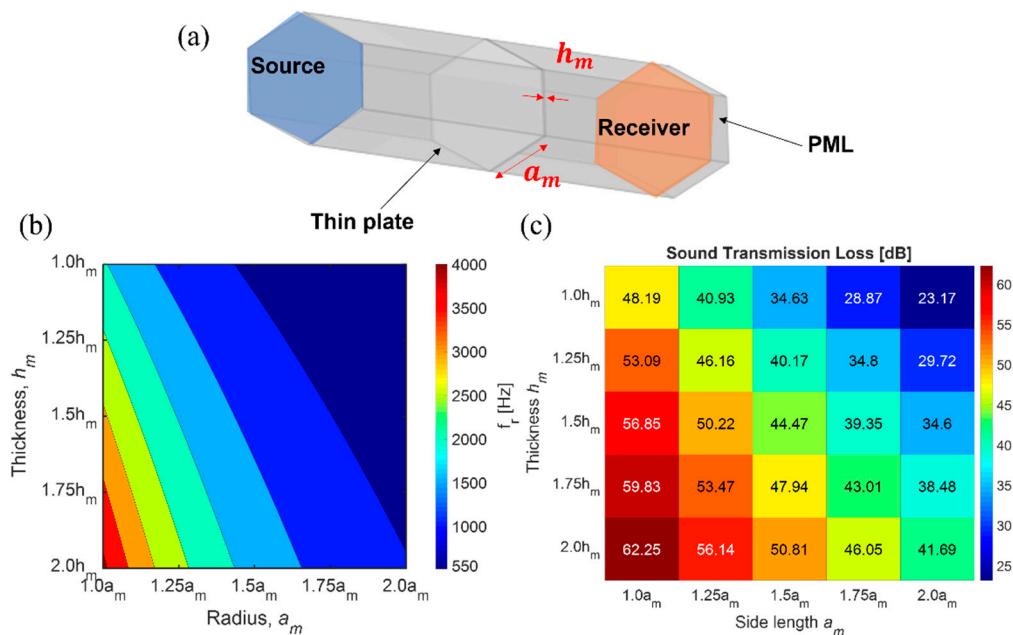 (a)
Source
h_m
Receiver
PML
a_m
Thin plate
(b)
1.0h_m
1.25h_m
1.5h_m
1.75h_m
2.0h_m
Thickness, h_m
1.0a_m 1.25a_m 1.5a_m 1.75a_m 2.0a_m
Radius, a_m
4000
3500
3000
2500
2000
1500
1000
550
f_r [Hz]
(c)
Sound Transmission Loss [dB]
Thickness h_m
1.0h_m 48.19 40.93 34.63 28.87 23.17
1.25h_m 53.09 46.16 40.17 34.8 29.72
1.5h_m 56.85 50.22 44.47 39.35 34.6
1.75h_m 59.83 53.47 47.94 43.01 38.48
2.0h_m 62.25 56.14 50.81 46.05 41.69
1.0a_m 1.25a_m 1.5a_m 1.75a_m 2.0a_m
Side length a_m
60
55
50
45
40
35
30
25